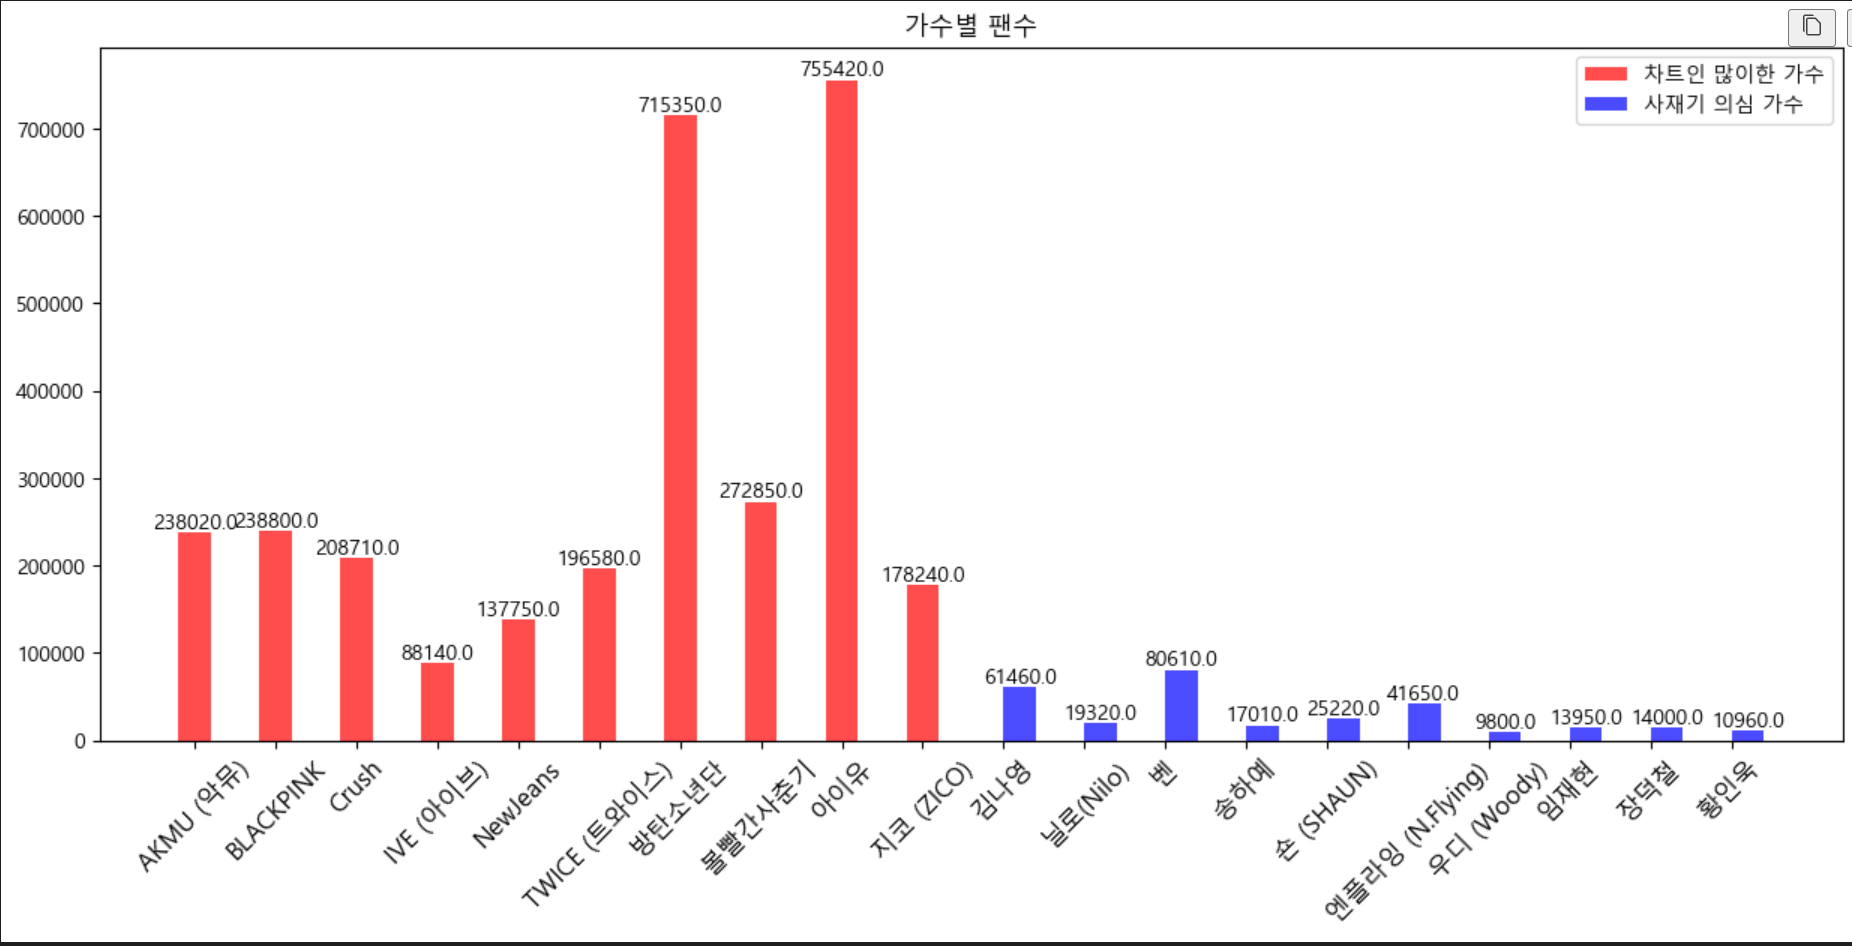 가수별 팬수
차트인 많이한 가수
사재기 의심 가수
700000
600000
500000
400000
300000
200000
100000
0
238020.0
238800.0
208710.0
88140.0
137750.0
196580.0
715350.0
272850.0
755420.0
178240.0
61460.0
19320.0
80610.0
17010.0
25220.0
41650.0
9800.0
13950.0
14000.0
10960.0
AKMU (악뮤)
BLACKPINK
Crush
IVE (아이브)
NewJeans
TWICE (트와이스)
방탄소년단
볼빨간사춘기
아이유
지코 (ZICO)
김나영
닐로(Nilo)
벤
송하예
숀 (SHAUN)
엔플라잉 (N.Flying)
우디 (Woody)
임재현
장덕철
황인욱